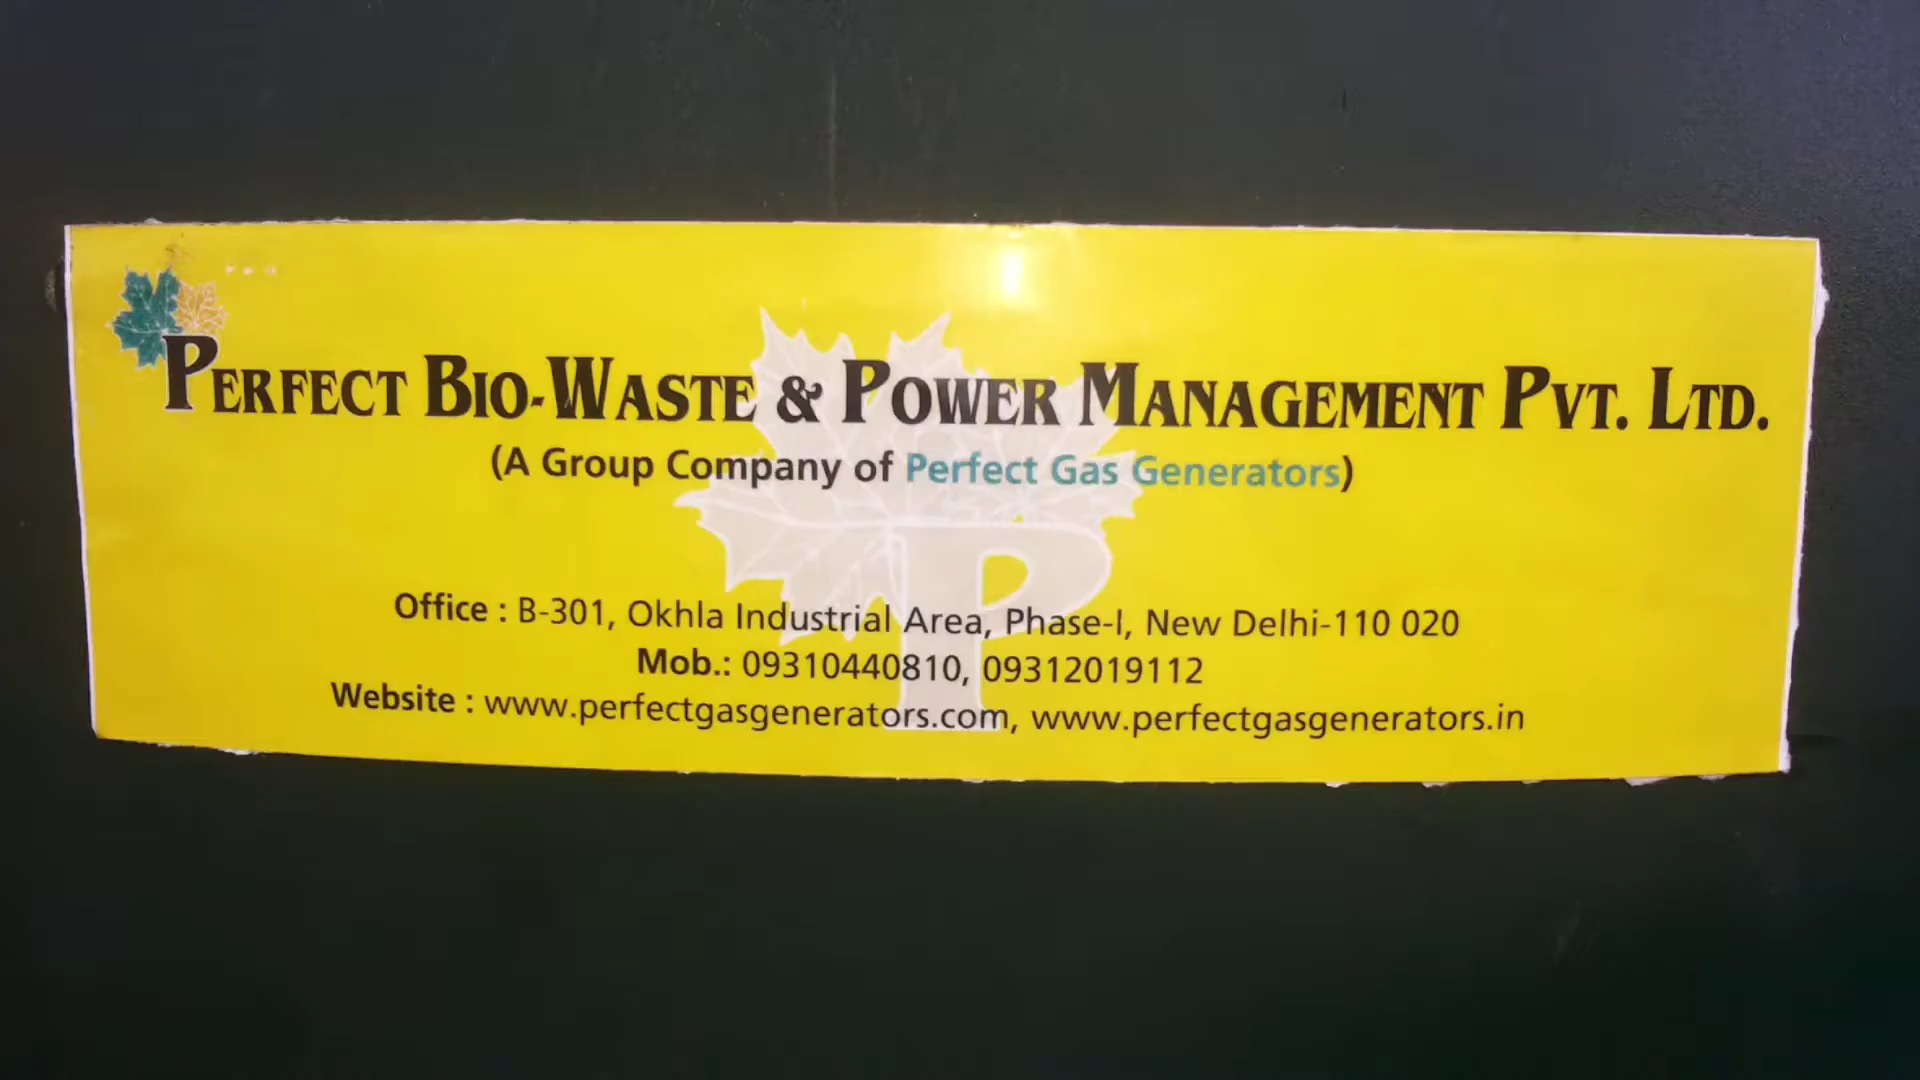 Perfect Bio-Waste & Power Management Pvt. Ltd.
(A Group Company of Perfect Gas Generators)
Office : B-301, Okhla Industrial Area, Phase-I, New Delhi-110 020
Mob.: 09310440810, 09312019112
Website : www.perfectgasgenerators.com, www.perfectgasgenerators.in